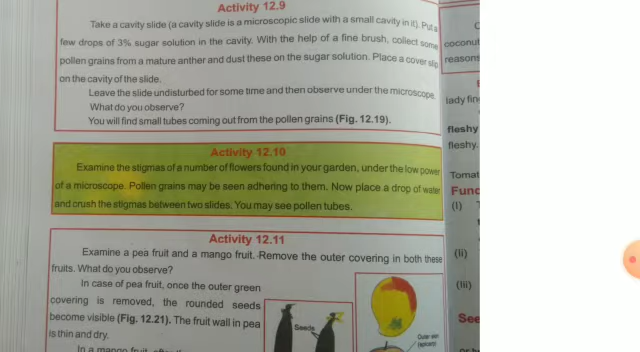 Activity 12.9
Take a cavity slide (a cavity slide is a microscopic slide with a small cavity in it). Put a
few drops of 3% sugar solution in the cavity. With the help of a fine brush, collect some
pollen grains from a mature anther and dust these on the sugar solution. Place a cover slip
on the cavity of the slide.
Leave the slide undisturbed for some time and then observe under the microscope.
What do you observe?
You will find small tubes coming out from the pollen grains (Fig. 12.19).
Activity 12.10
Examine the stigmas of a number of flowers found in your garden, under the low power
of a microscope. Pollen grains may be seen adhering to them. Now place a drop of water
and crush the stigmas between two slides. You may see pollen tubes.
Activity 12.11
Examine a pea fruit and a mango fruit. Remove the outer covering in both these
fruits. What do you observe?
In case of pea fruit, once the outer green
covering is removed, the rounded seeds
become visible (Fig. 12.21). The fruit wall in pea
is thin and dry.
In a mango fruit,
Seeds
Outer skin
(epicarp)
coconut
reasons
lady fin
fleshy
fleshy.
Tomat
Func
(i)
(ii)
(iii)
See